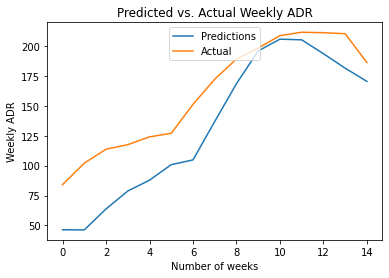 Predicted vs. Actual Weekly ADR
Predictions
Actual
Weekly ADR
200
175
150
125
100
75
50
0 2 4 6 8 10 12 14
Number of weeks